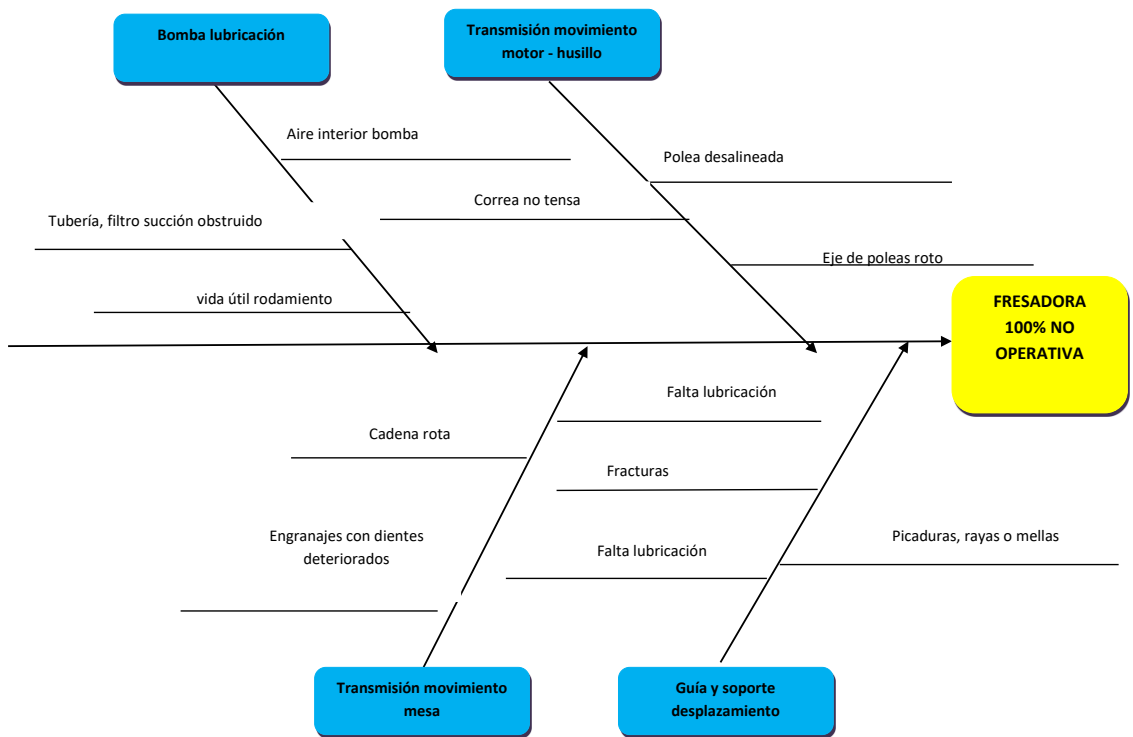 Bomba lubricación
Transmisión movimiento
motor - husillo
Aire interior bomba
Polea desalineada
Correa no tensa
Tubería, filtro succión obstruido
Eje de poleas roto
vida útil rodamiento
FRESADORA
100% NO
OPERATIVA
Falta lubricación
Cadena rota
Fracturas
Engranajes con dientes
deteriorados
Falta lubricación
Picaduras, rayas o mellas
Transmisión movimiento
mesa
Guía y soporte
desplazamiento